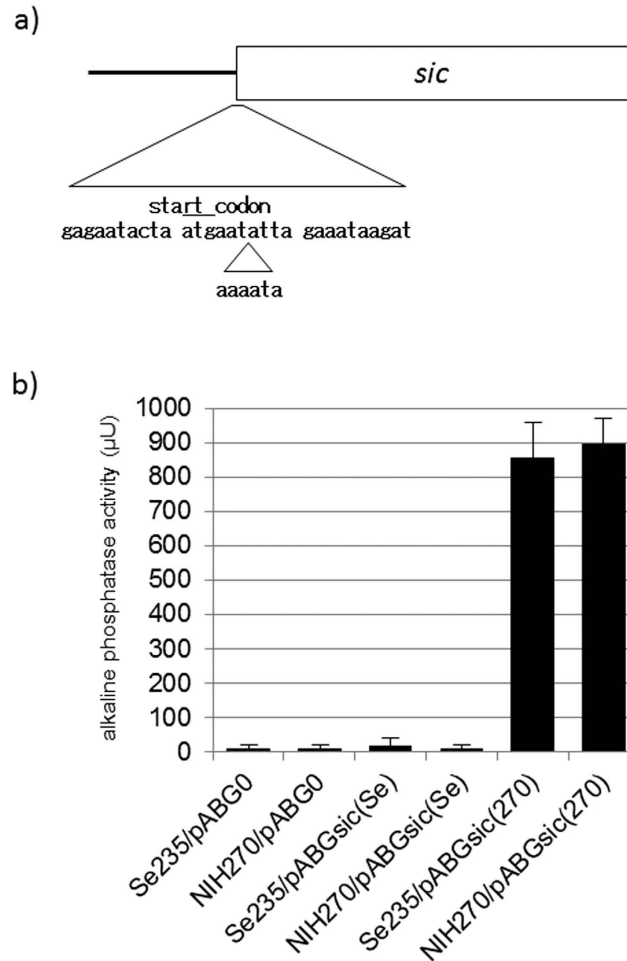 a)
sic
start codon
gagaatacta atgaatatta gaaataagat
aaaata
b)
alkaline phosphatase activity (µU)
1000
900
800
700
600
500
400
300
200
100
0
Se235/pABG0
NIH270/pABG0
Se235/pABGsic(Se)
NIH270/pABGsic(Se)
Se235/pABGsic(270)
NIH270/pABGsic(270)